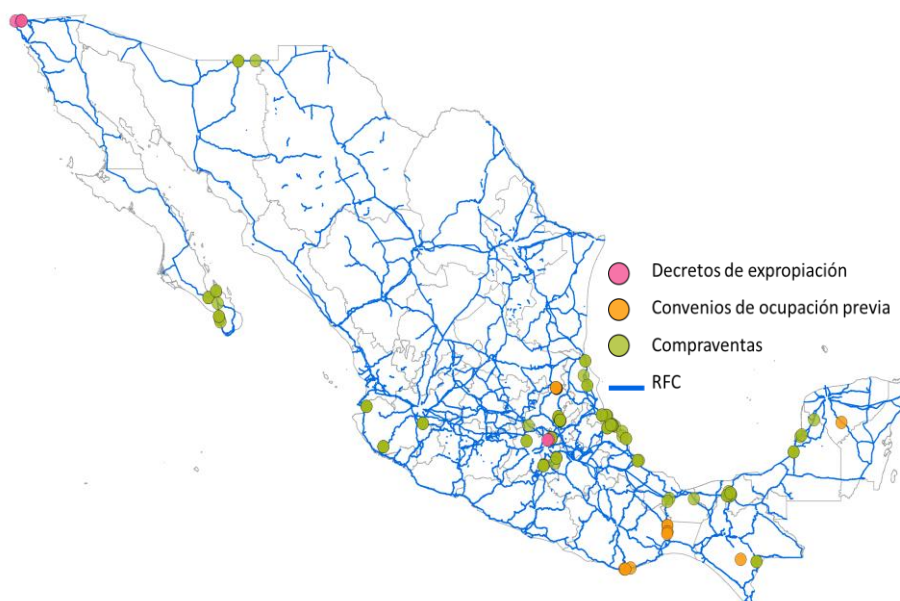 Decretos de expropiación
Convenios de ocupación previa
Compraventas
RFC